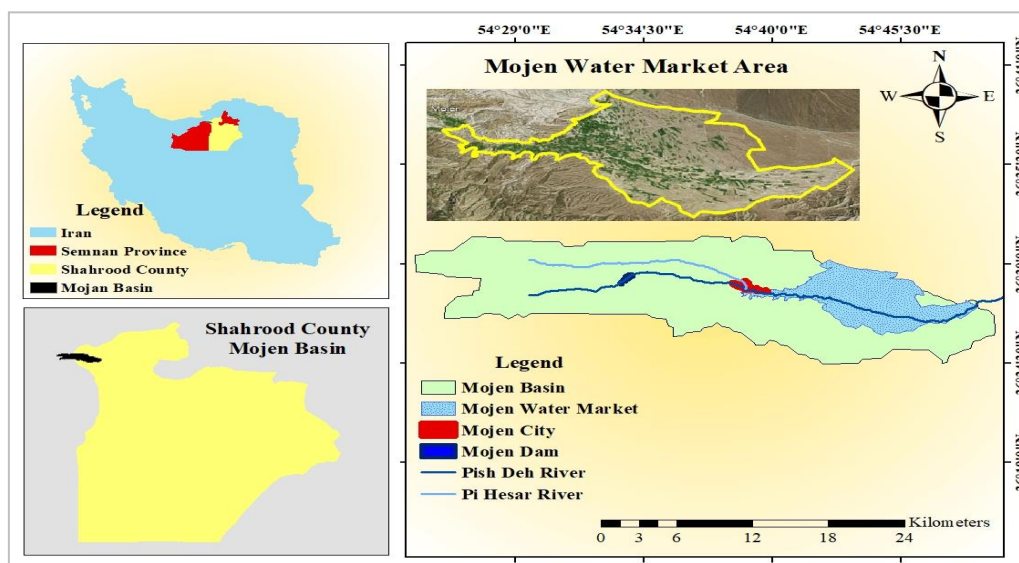 Legend
Iran
Semnan Province
Shahrood County
Mojan Basin
Shahrood County
Mojen Basin
54°29'0"E 54°34'30"E 54°40'0"E 54°45'30"E
Mojen Water Market Area
N
W E
S
Legend
Mojen Basin
Mojen Water Market
Mojen City
Mojen Dam
Pish Deh River
Pi Hesar River
Kilometers
0 3 6 12 18 24